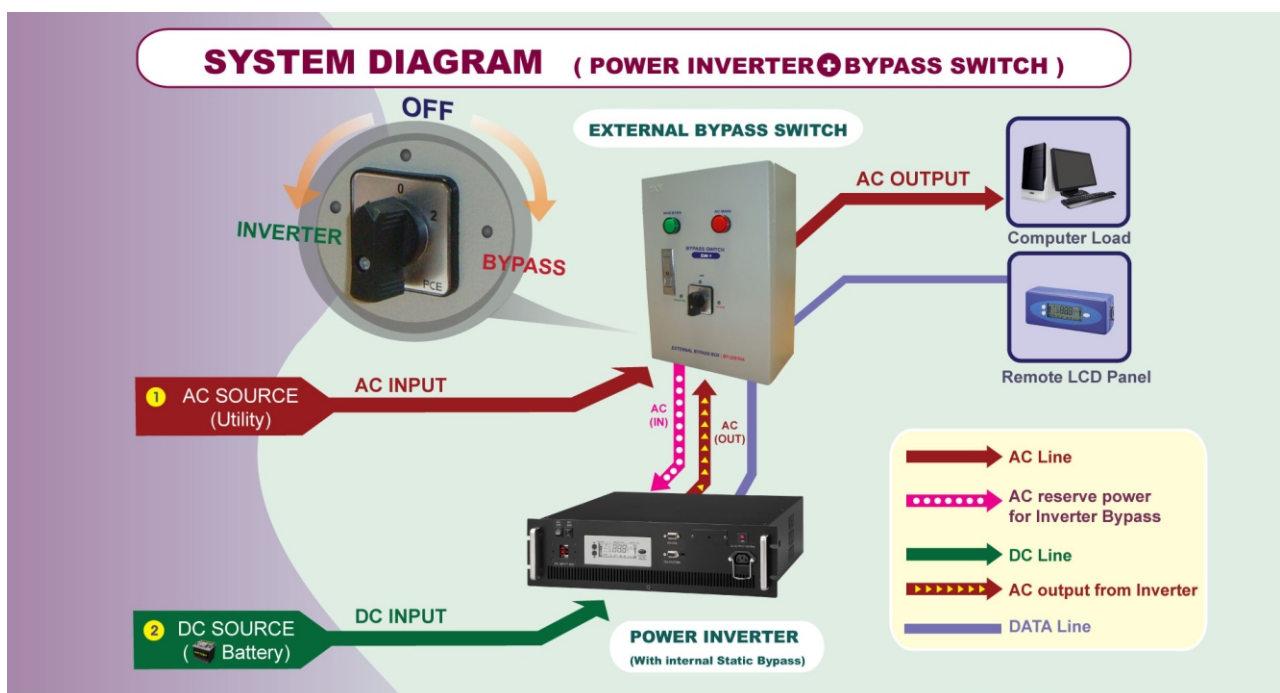 SYSTEM DIAGRAM ( POWER INVERTER + BYPASS SWITCH )
OFF
INVERTER
BYPASS
0
2
PCE
EXTERNAL BYPASS SWITCH
BYPASS SWITCH
AC OUTPUT
Computer Load
Remote LCD Panel
1 AC SOURCE
(Utility)
AC INPUT
AC
(IN)
AC
(OUT)
2 DC SOURCE
( Battery)
DC INPUT
POWER INVERTER
(With internal Static Bypass)
AC Line
AC reserve power
for Inverter Bypass
DC Line
AC output from Inverter
DATA Line